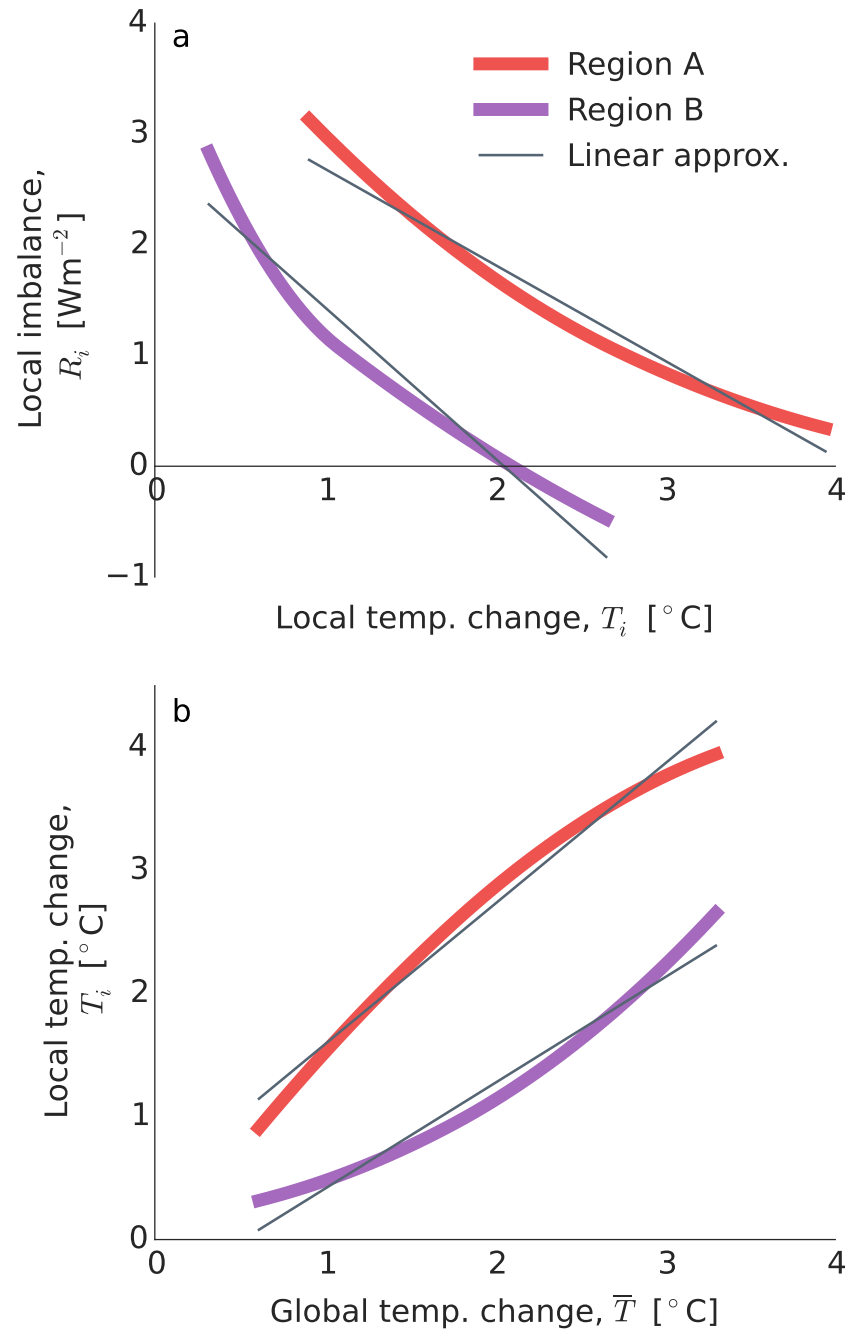 a
Region A
Region B
Linear approx.
4
3
2
1
0
−1
0
1
2
3
4
Local imbalance,
R_i [Wm⁻²]
Local temp. change, T_i [°C]
b
4
3
2
1
0
0
1
2
3
4
Local temp. change,
T_i [°C]
Global temp. change, T̅ [°C]